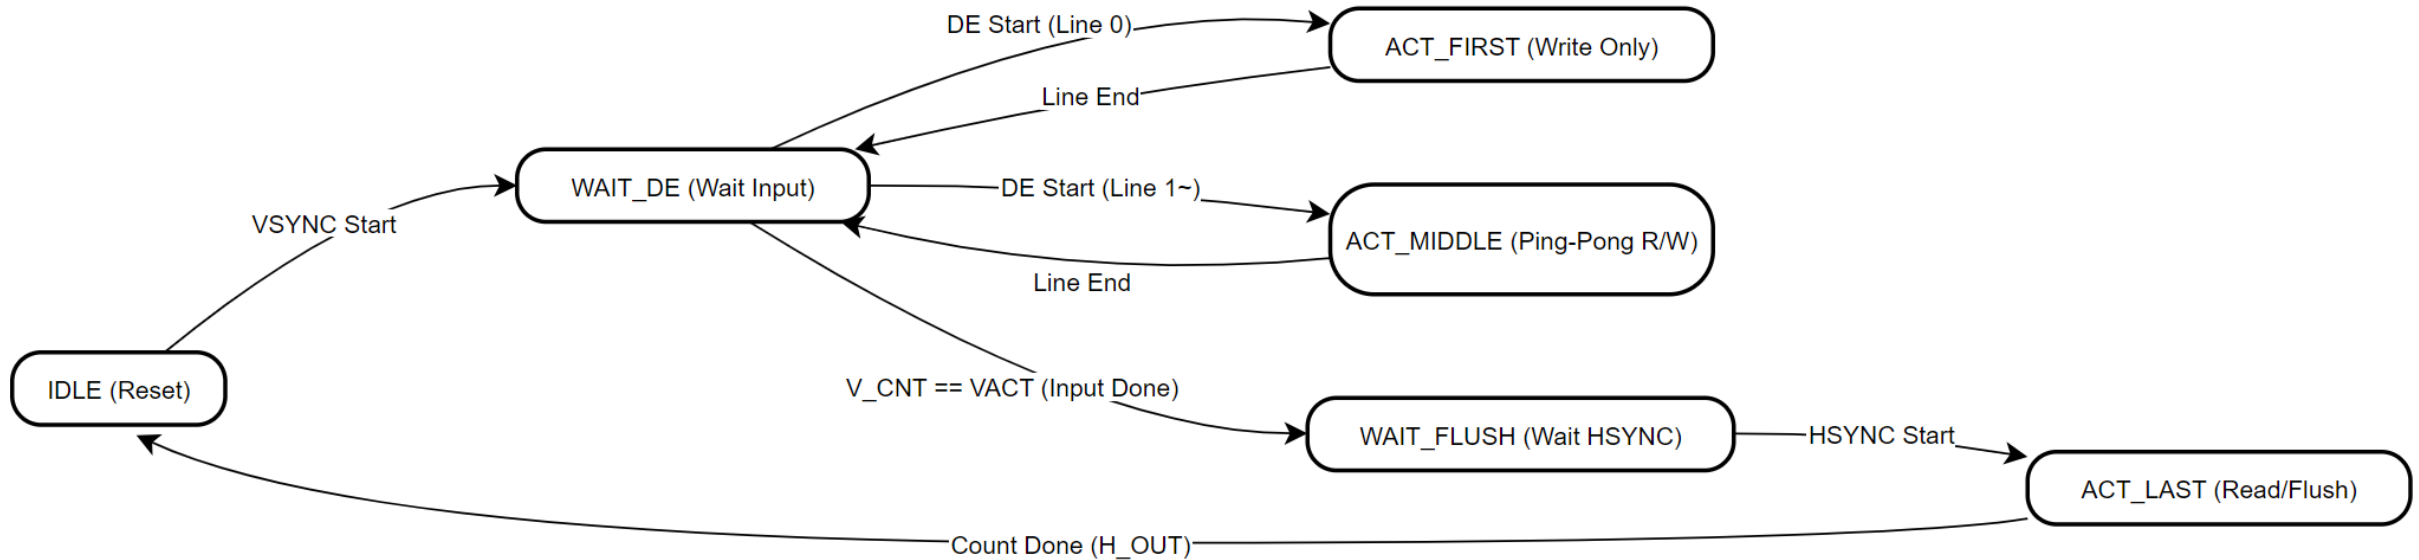 DE Start (Line 0)
ACT_FIRST (Write Only)
Line End
WAIT_DE (Wait Input)
DE Start (Line 1~)
VSYNC Start
ACT_MIDDLE (Ping-Pong R/W)
Line End
IDLE (Reset)
V_CNT == VACT (Input Done)
WAIT_FLUSH (Wait HSYNC)
HSYNC Start
ACT_LAST (Read/Flush)
Count Done (H_OUT)